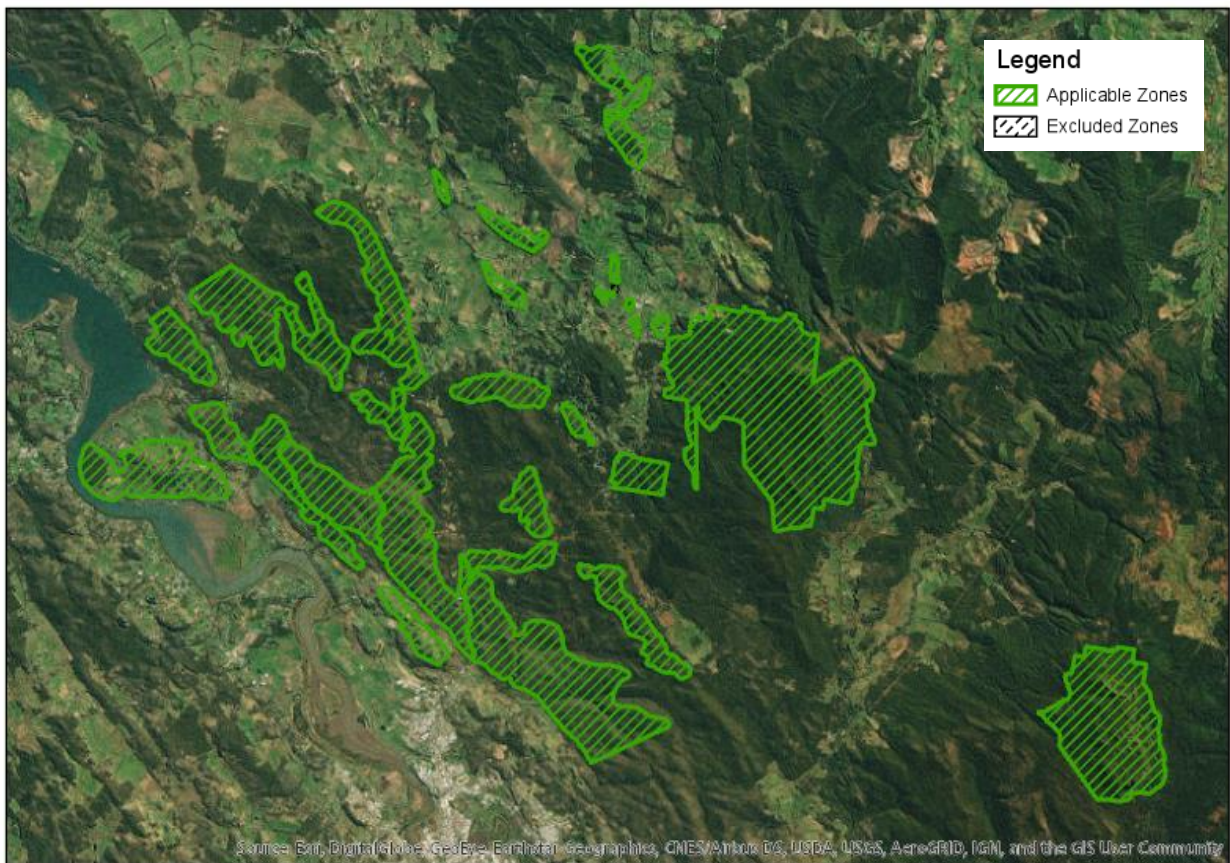 Legend
Applicable Zones
Excluded Zones
Source: Esri, DigitalGlobe, GeoEye, Earthstar Geographics, CNES/Airbus DS, USDA, USGS, AeroGRID, IGN, and the GIS User Community